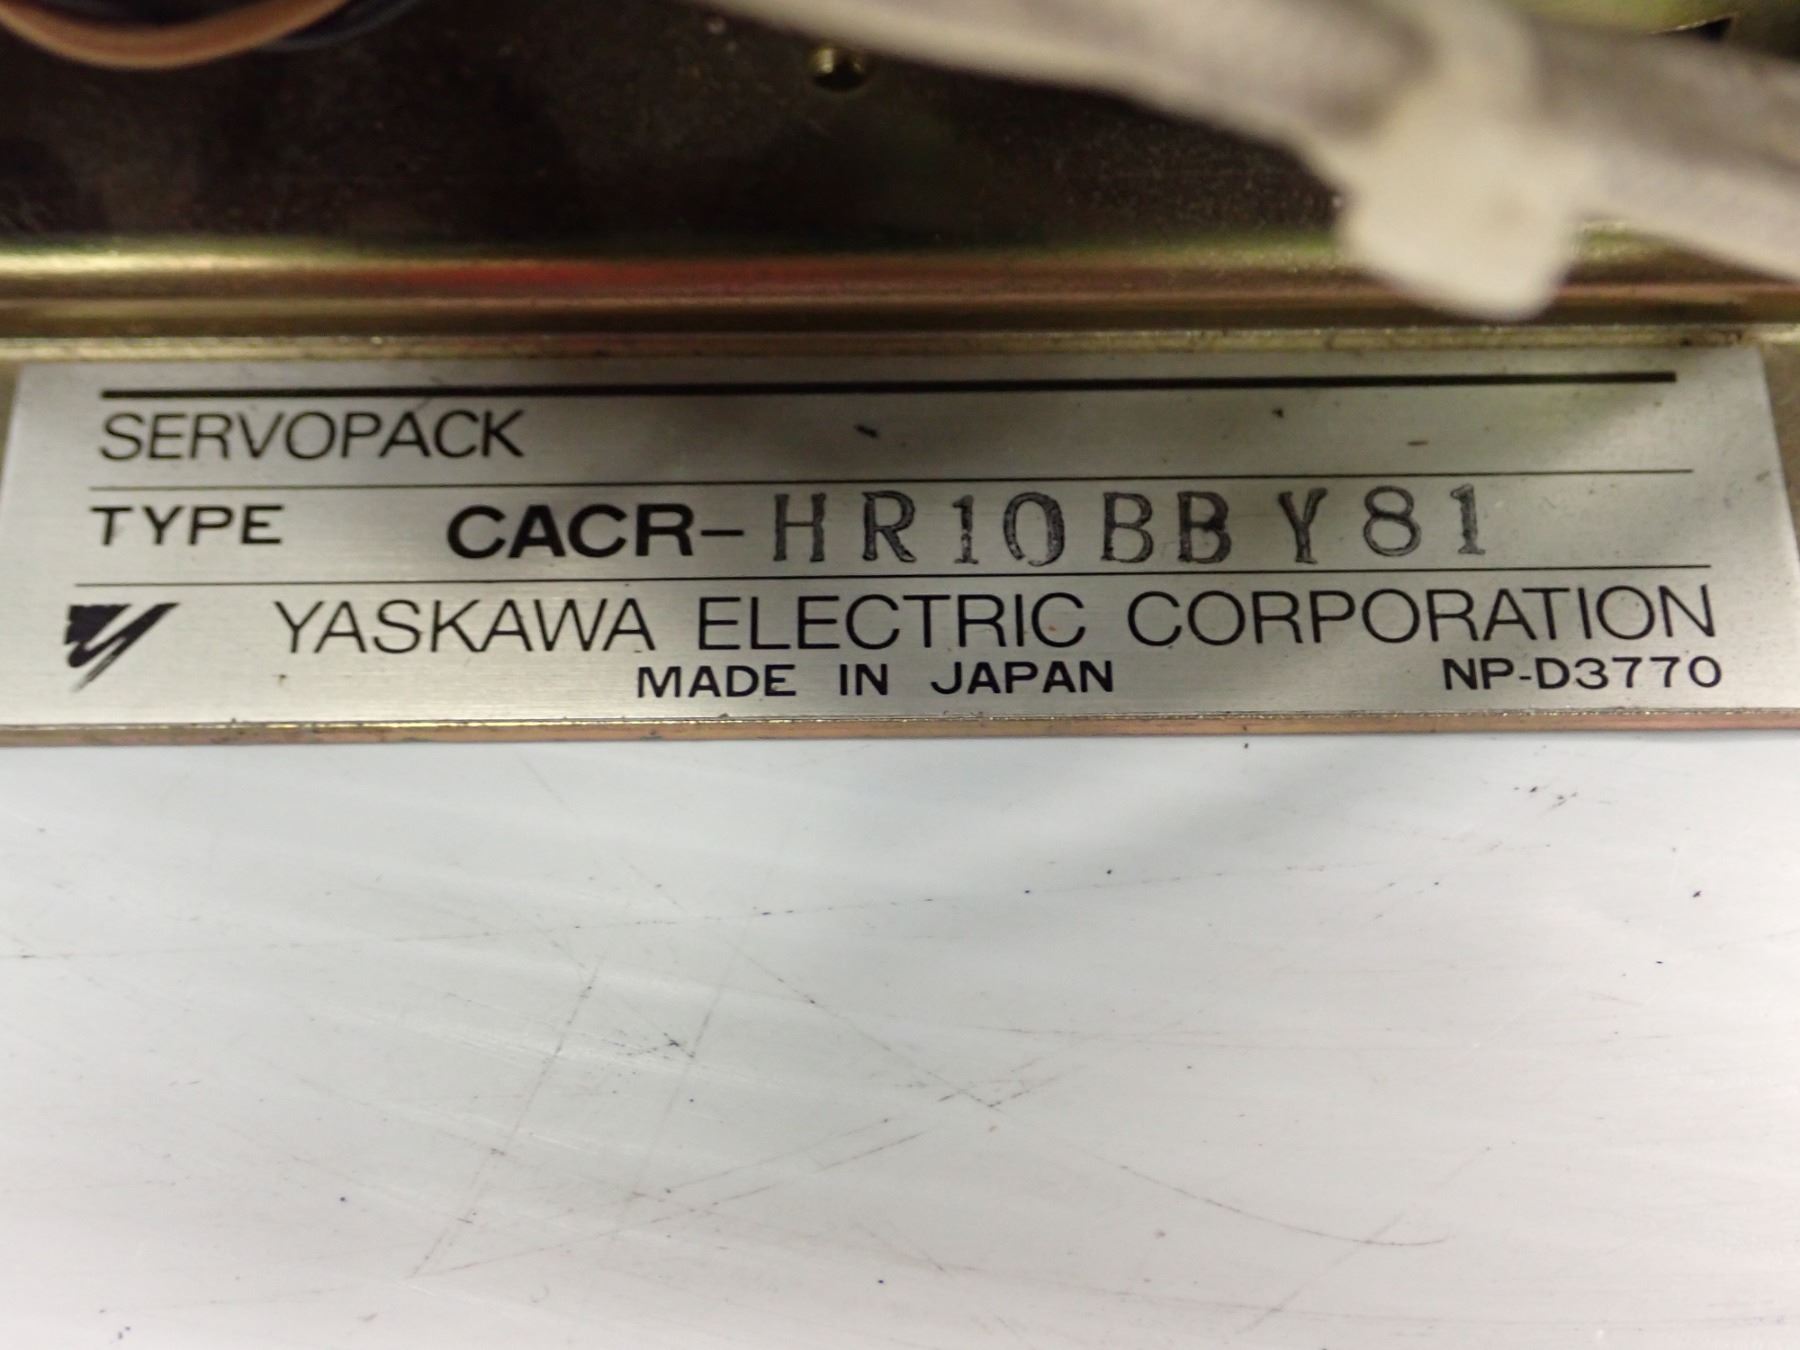 SERVOPACK
TYPE CACR-HR10BBY81
YASKAWA ELECTRIC CORPORATION
MADE IN JAPAN NP-D3770